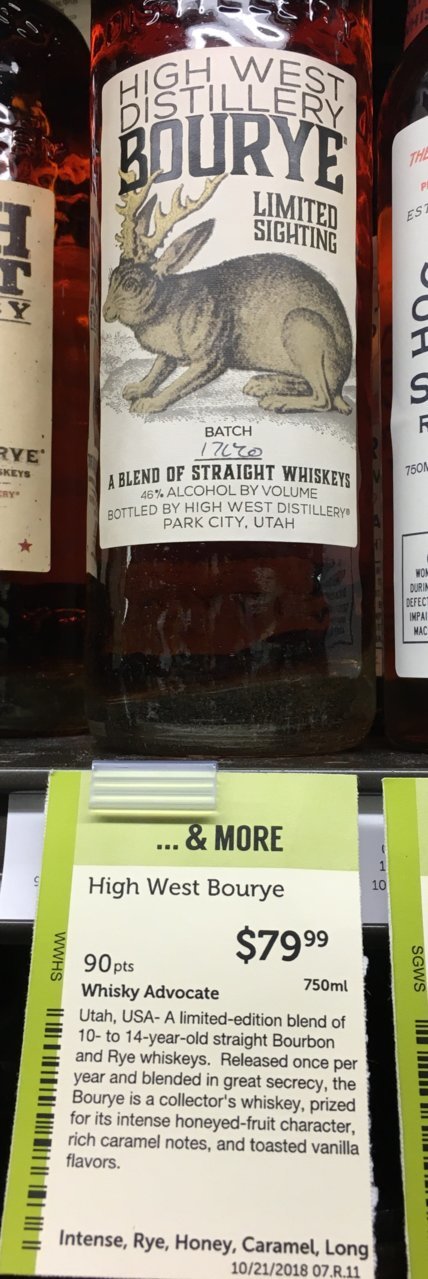 HIGH WEST
DISTILLERY
BOURYE®
LIMITED
SIGHTING
BATCH
A BLEND OF STRAIGHT WHISKEYS
46% ALCOHOL BY VOLUME
BOTTLED BY HIGH WEST DISTILLERY®
PARK CITY, UTAH
... & MORE
High West Bourye
$79⁹⁹
90pts
750ml
Whisky Advocate
Utah, USA- A limited-edition blend of
10- to 14-year-old straight Bourbon
and Rye whiskeys.  Released once per
year and blended in great secrecy, the
Bourye is a collector's whiskey, prized
for its intense honeyed-fruit character,
rich caramel notes, and toasted vanilla
flavors.
Intense, Rye, Honey, Caramel, Long
10/21/2018 07.R.11
WWHS
SGWS